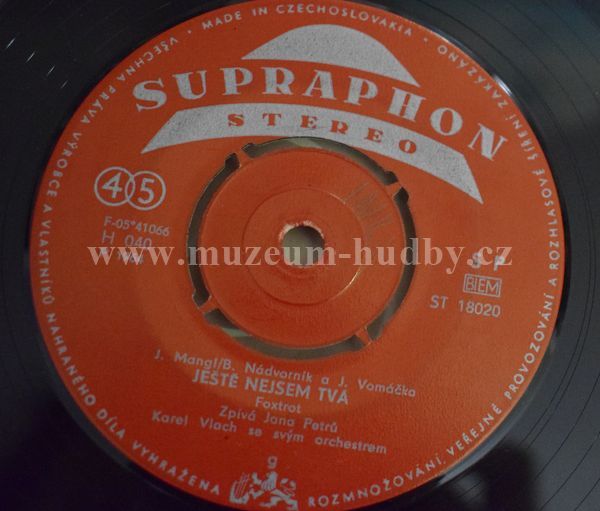 VŠECHNA PRÁVA VÝROBCE A VLASTNÍKŮ NAHRANÉHO DÍLA VYHRAŽENA
MADE IN CZECHOSLOVAKIA
ROZMNOŽOVÁNÍ, VEŘEJNÉ PROVOZOVÁNÍ A ROZHLASOVÉ ŠÍŘENÍ ZAKÁZÁNO
SUPRAPHON
STEREO
45
F-05*41066
H 040
www.muzeum-hudby.cz
BIEM
ST 18020
J. Mangl/B. Nádvorník a J. Vomáčka
JEŠTĚ NEJSEM TVÁ
Foxtrot
Zpívá Jana Petrů
Karel Vlach se svým orchestrem
g